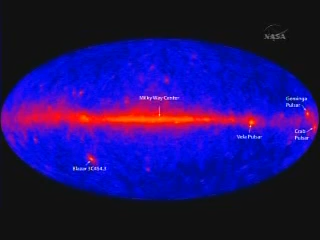 NASA
Milky Way Center
Geminga
Pulsar
Crab
Pulsar
Vela Pulsar
Blazar 3C454.3